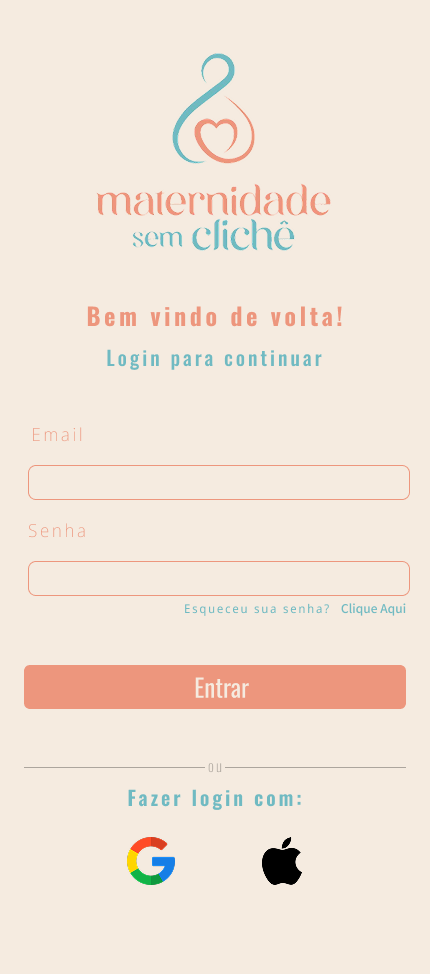 maternidade
sem clichê
Bem vindo de volta!
Login para continuar
Email
Senha
Esqueceu sua senha? Clique Aqui
Entrar
ou
Fazer login com: